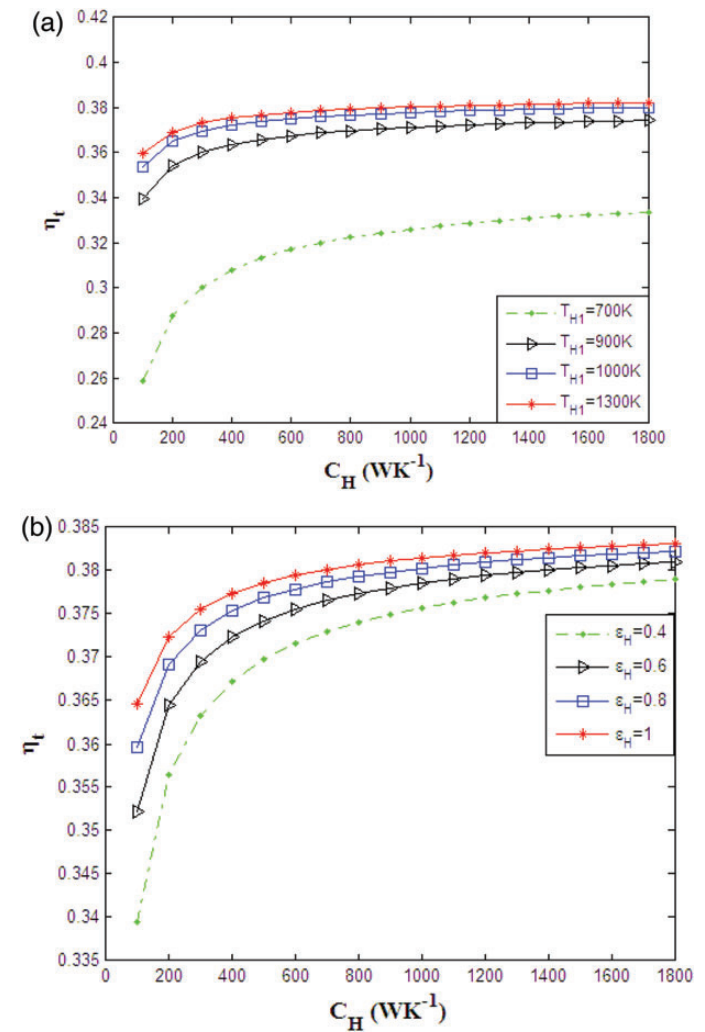 (a)
0.42
0.4
0.38
0.36
0.34
0.32
0.3
0.28
0.26
0.24
ηt
0 200 400 600 800 1000 1200 1400 1600 1800
C_H (WK⁻¹)
T_H1=700K
T_H1=900K
T_H1=1000K
T_H1=1300K
(b)
0.385
0.38
0.375
0.37
0.365
0.36
0.355
0.35
0.345
0.34
0.335
ηt
0 200 400 600 800 1000 1200 1400 1600 1800
C_H (WK⁻¹)
ε_H=0.4
ε_H=0.6
ε_H=0.8
ε_H=1